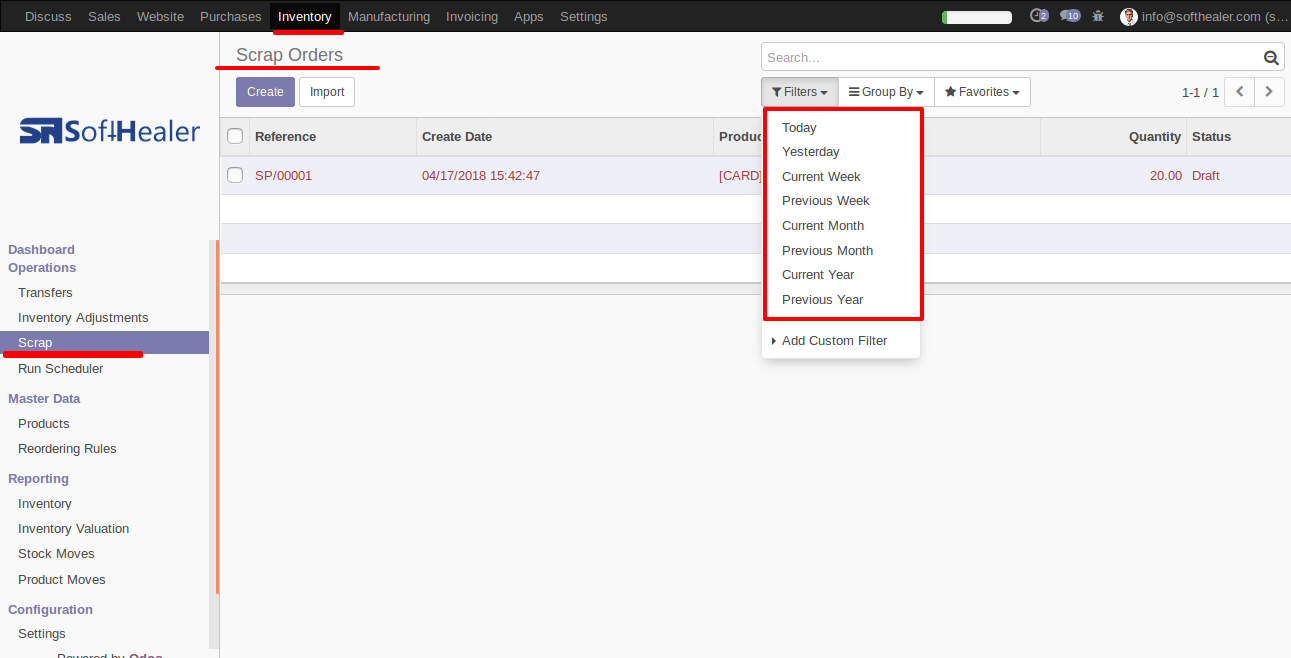 Discuss Sales Website Purchases Inventory Manufacturing Invoicing Apps Settings 2 10 info@softhealer.com (s...
Scrap Orders
Search...
Create Import Filters Group By Favorites 1-1 / 1
SoftHealer
Reference Create Date Quantity Status
SP/00001 04/17/2018 15:42:47 [CARD] 20.00 Draft
Today
Yesterday
Current Week
Previous Week
Current Month
Previous Month
Current Year
Previous Year
Add Custom Filter
Dashboard
Operations
Transfers
Inventory Adjustments
Scrap
Run Scheduler
Master Data
Products
Reordering Rules
Reporting
Inventory
Inventory Valuation
Stock Moves
Product Moves
Configuration
Settings
Powered by Odoo